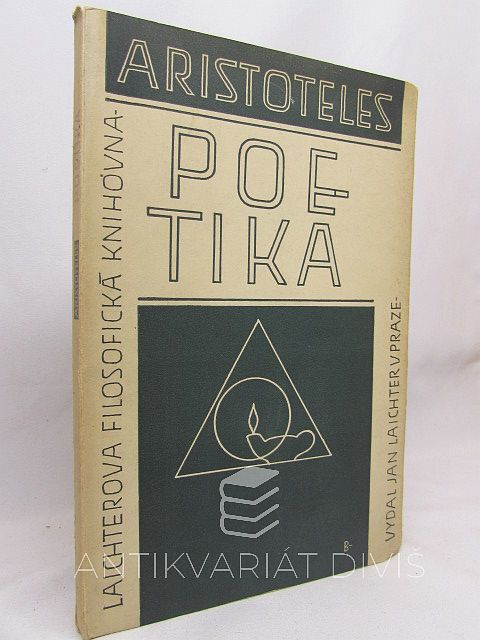 ARISTOTELES
POE-
TIKA
LAICHTEROVA FILOSOFICKÁ KNIHOVNA-
VYDAL JAN LAICHTER V PRAZE-
ANTIKVARIÁT DIVIŠ